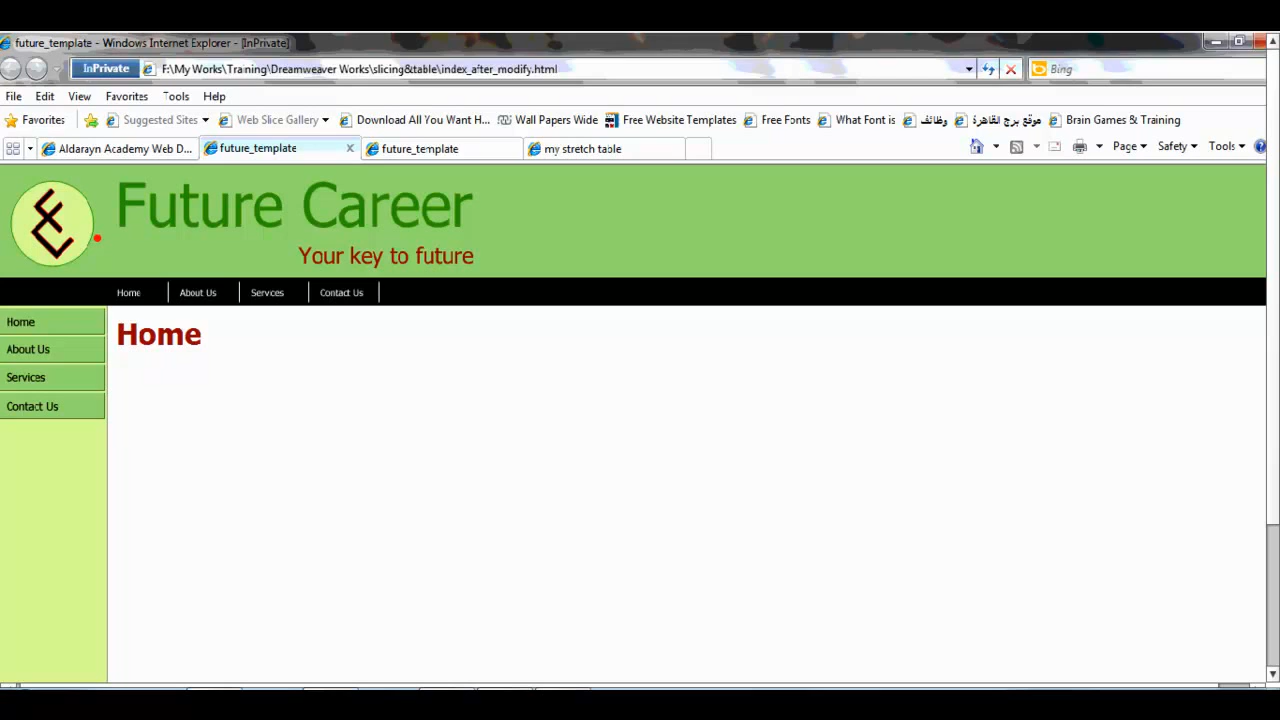 future_template - Windows Internet Explorer - [InPrivate]
InPrivate F:\My Works\Training\Dreamweaver Works\slicing&table\index_after_modify.html Bing
File Edit View Favorites Tools Help
Favorites Suggested Sites Web Slice Gallery Download All You Want H... Wall Papers Wide Free Website Templates Free Fonts What Font is وظائف موقع برج القاهرة Brain Games & Training
Aldarayn Academy Web D... future_template x future_template my stretch table Page Safety Tools
Future Career
Your key to future
Home About Us Services Contact Us
Home
Home
About Us
Services
Contact Us